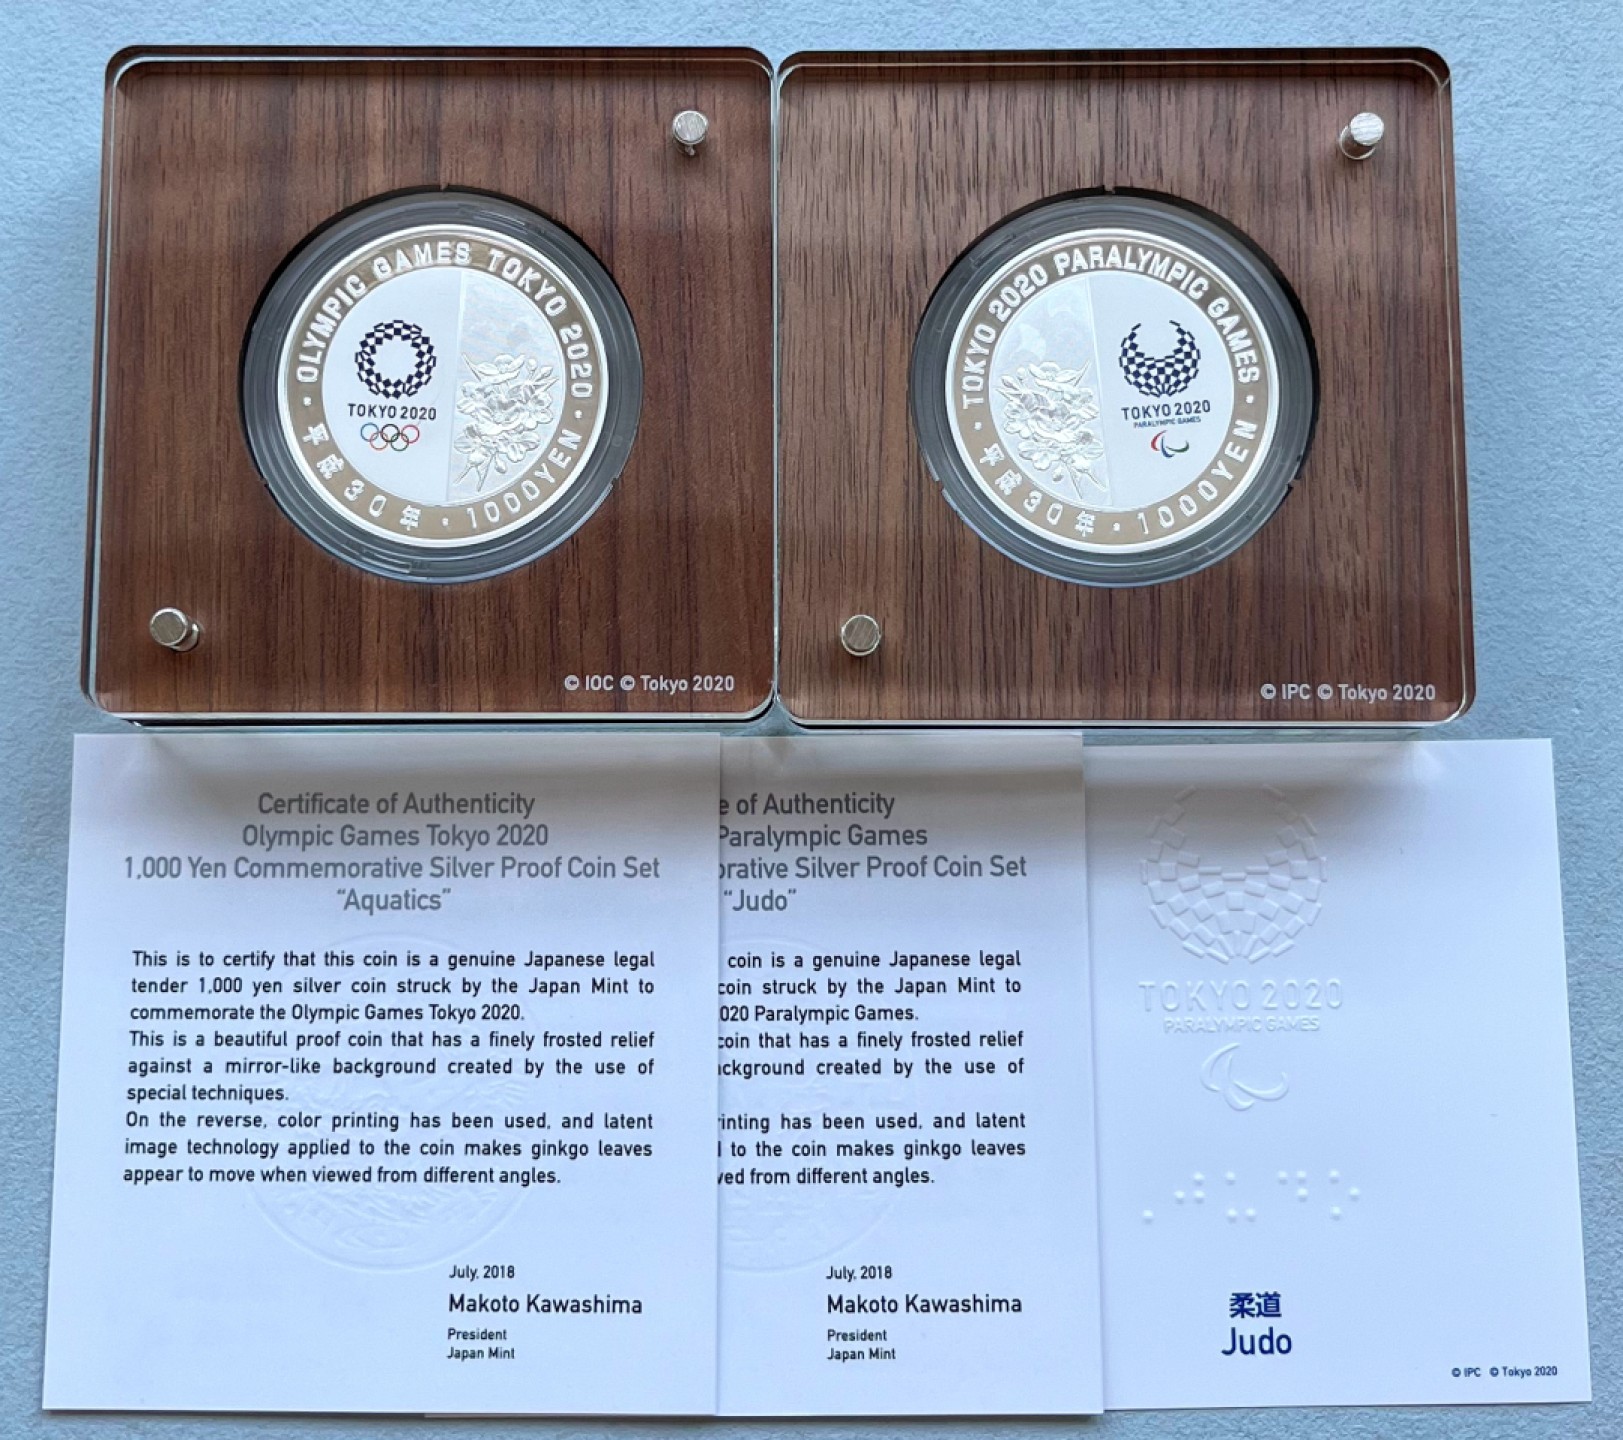 OLYMPIC GAMES TOKYO 2020
TOKYO 2020
平成30年・1000YEN
© IOC © Tokyo 2020
TOKYO 2020 PARALYMPIC GAMES
TOKYO 2020
PARALYMPIC GAMES
平成30年・1000YEN
© IPC © Tokyo 2020
Certificate of Authenticity
Olympic Games Tokyo 2020
1,000 Yen Commemorative Silver Proof Coin Set
“Aquatics”
This is to certify that this coin is a genuine Japanese legal
tender 1,000 yen silver coin struck by the Japan Mint to
commemorate the Olympic Games Tokyo 2020.
This is a beautiful proof coin that has a finely frosted relief
against a mirror-like background created by the use of
special techniques.
On the reverse, color printing has been used, and latent
image technology applied to the coin makes ginkgo leaves
appear to move when viewed from different angles.
July, 2018
Makoto Kawashima
President
Japan Mint
e of Authenticity
Paralympic Games
orative Silver Proof Coin Set
“Judo”
coin is a genuine Japanese legal
coin struck by the Japan Mint to
020 Paralympic Games.
coin that has a finely frosted relief
ckground created by the use of
inting has been used, and latent
to the coin makes ginkgo leaves
ved from different angles.
July, 2018
Makoto Kawashima
President
Japan Mint
TOKYO 2020
PARALYMPIC GAMES
柔道
Judo
© IPC © Tokyo 2020